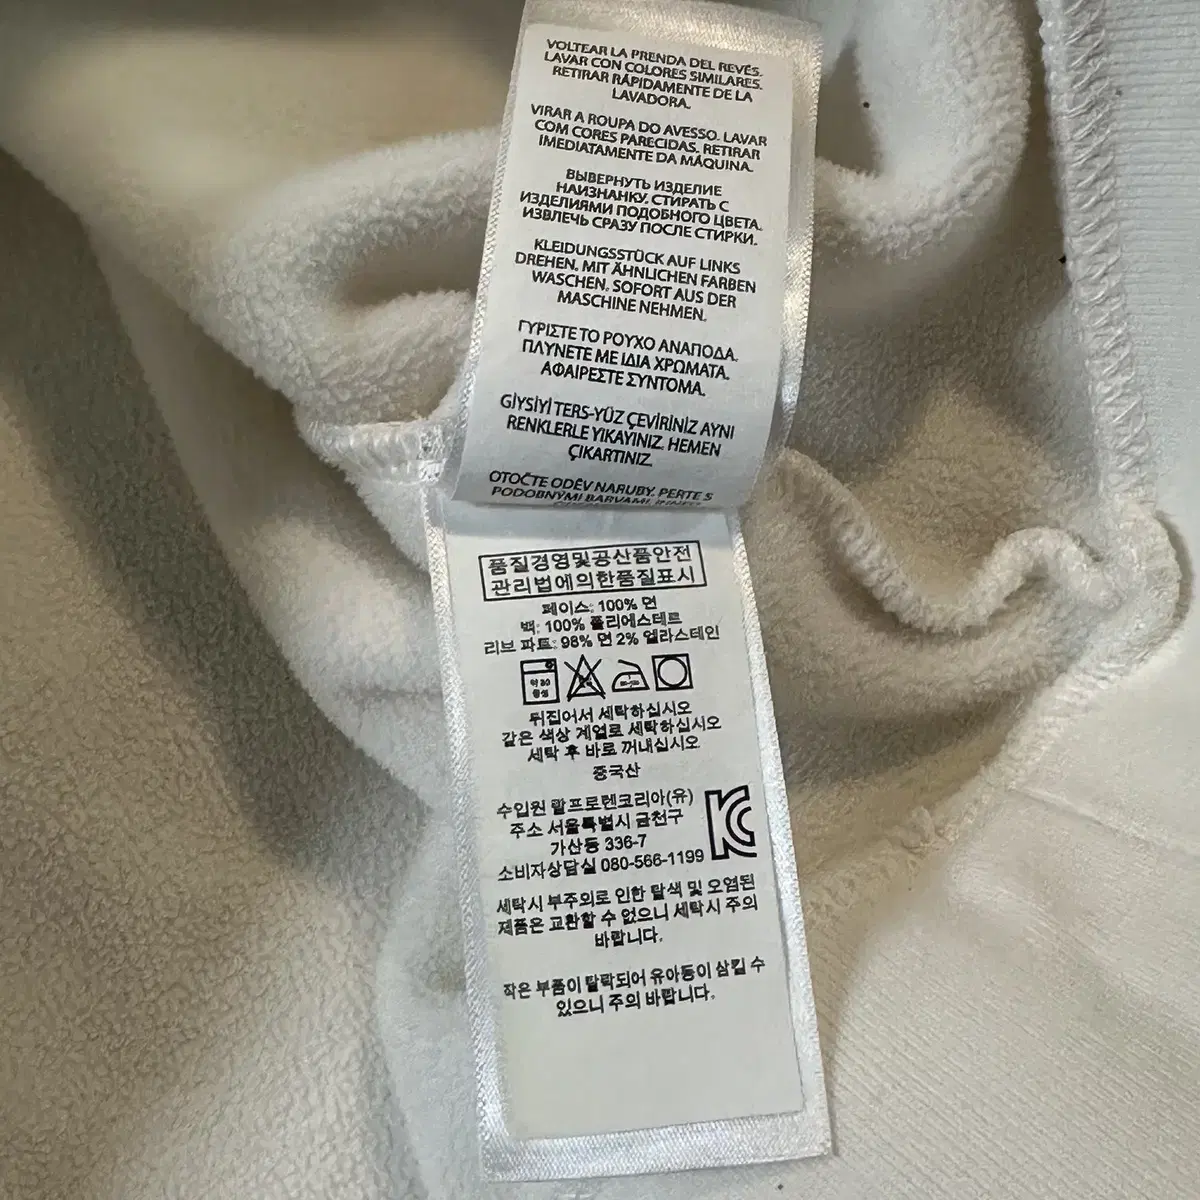 VOLTEAR LA PRENDA DEL REVÉS.
LAVAR CON COLORES SIMILARES.
RETIRAR RÁPIDAMENTE DE LA
LAVADORA.
VIRAR A ROUPA DO AVESSO. LAVAR
COM CORES PARECIDAS. RETIRAR
IMEDIATAMENTE DA MÁQUINA.
ВЫВЕРНУТЬ ИЗДЕЛИЕ
НАИЗНАНКУ. СТИРАТЬ С
ИЗДЕЛИЯМИ ПОДОБНОГО ЦВЕТА.
ИЗВЛЕЧЬ СРАЗУ ПОСЛЕ СТИРКИ.
KLEIDUNGSSTÜCK AUF LINKS
DREHEN. MIT ÄHNLICHEN FARBEN
WASCHEN. SOFORT AUS DER
MASCHINE NEHMEN.
ΓΥΡΙΣΤΕ ΤΟ ΡΟΥΧΟ ΑΝΑΠΟΔΑ.
ΠΛΥΝΕΤΕ ΜΕ ΙΔΙΑ ΧΡΩΜΑΤΑ.
ΑΦΑΙΡΕΣΤΕ ΣΥΝΤΟΜΑ.
GİYSİYİ TERS-YÜZ ÇEVİRİNİZ AYNI
RENKLERLE YIKAYINIZ. HEMEN
ÇIKARTINIZ.
OTOČTE ODĚV NARUBY. PERTE S
PODOBNÝMI BARVAMI.
품질경영및공산품안전
관리법에의한품질표시
페이스: 100% 면
백: 100% 폴리에스테르
리브 파트: 98% 면 2% 엘라스테인
약 30
중성
뒤집어서 세탁하십시오
같은 색상 계열로 세탁하십시오
세탁 후 바로 꺼내십시오
중국산
수입원 랄프로렌코리아(유)
주소 서울특별시 금천구
가산동 336-7
소비자상담실 080-566-1199
세탁시 부주의로 인한 탈색 및 오염된
제품은 교환할 수 없으니 세탁시 주의
바랍니다.
작은 부품이 탈락되어 유아등이 삼킬 수
있으니 주의 바랍니다.